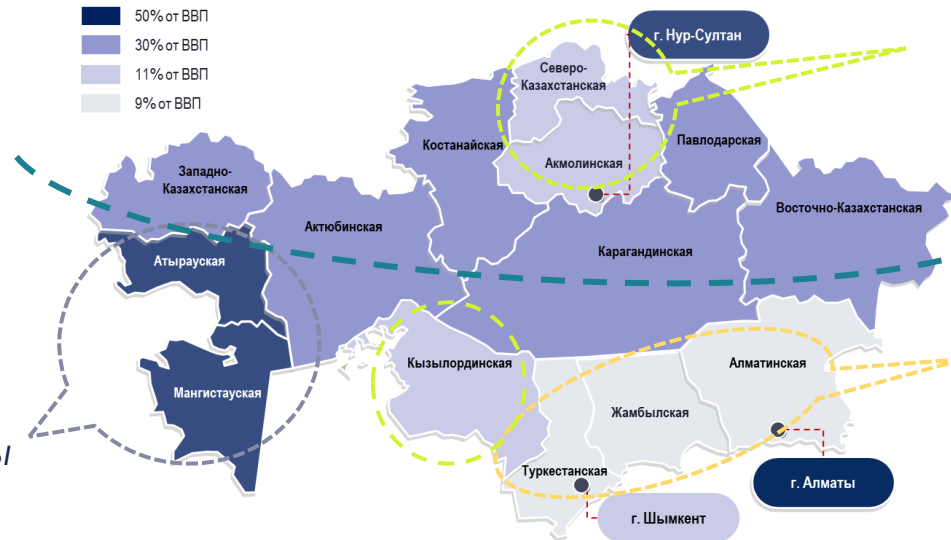 50% от ВВП
30% от ВВП
11% от ВВП
9% от ВВП
г. Нур-Султан
Северо-
Казахстанская
Костанайская
Акмолинская
Павлодарская
Западно-
Казахстанская
Актюбинская
Восточно-Казахстанская
Карагандинская
Атырауская
Мангистауская
Кызылординская
Алматинская
Жамбылская
Туркестанская
г. Алматы
г. Шымкент